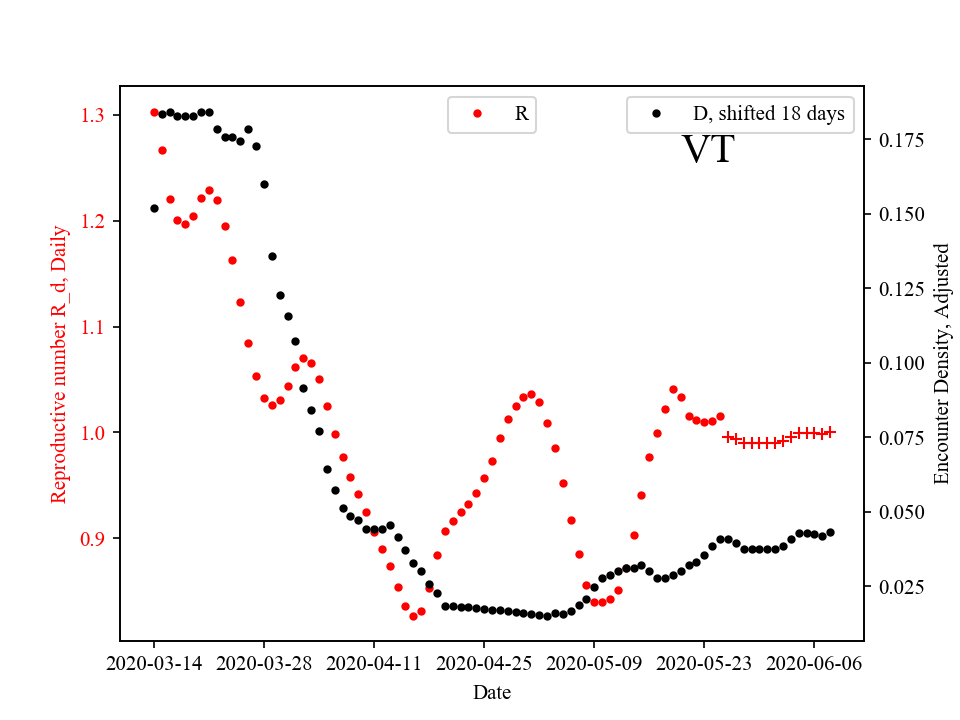 R
D, shifted 18 days
VT
1.3
1.2
1.1
1.0
0.9
Reproductive number R_d, Daily
0.175
0.150
0.125
0.100
0.075
0.050
0.025
Encounter Density, Adjusted
2020-03-14 2020-03-28 2020-04-11 2020-04-25 2020-05-09 2020-05-23 2020-06-06
Date